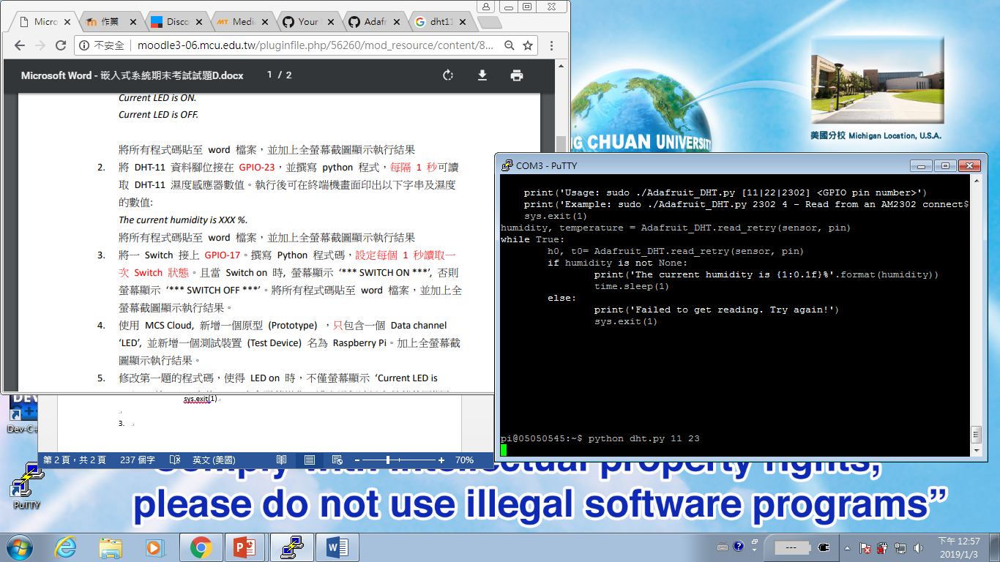 Micro
作業
Disco
Media
Your
Adafr
dht11
不安全
moodle3-06.mcu.edu.tw/pluginfile.php/56260/mod_resource/content/8...
Microsoft Word - 嵌入式系統期末考試試題D.docx
1 / 2
Current LED is ON.
Current LED is OFF.
將所有程式碼貼至 word 檔案，並加上全螢幕截圖顯示執行結果
2. 將 DHT-11 資料腳位接在 GPIO-23，並撰寫 python 程式，每隔 1 秒可讀
取 DHT-11 濕度感應器數值。執行後可在終端機畫面印出以下字串及濕度
的數值:
The current humidity is XXX %.
將所有程式碼貼至 word 檔案，並加上全螢幕截圖顯示執行結果
3. 將一 Switch 接上 GPIO-17。撰寫 Python 程式碼，設定每個 1 秒讀取一
次 Switch 狀態。且當 Switch on 時, 螢幕顯示 ‘*** SWITCH ON ***’, 否則
螢幕顯示 ‘*** SWITCH OFF ***’。將所有程式碼貼至 word 檔案，並加上全
螢幕截圖顯示執行結果。
4. 使用 MCS Cloud, 新增一個原型 (Prototype) ，只包含一個 Data channel
‘LED’, 並新增一個測試裝置 (Test Device) 名為 Raspberry Pi。加上全螢幕截
圖顯示執行結果。
5. 修改第一題的程式碼，使得 LED on 時，不僅螢幕顯示 ‘Current LED is
sys.exit(1)
3.
第 2 頁，共 2 頁
237 個字
英文 (美國)
70%
COM3 - PuTTY
print('Usage: sudo ./Adafruit_DHT.py [11|22|2302] <GPIO pin number>')
print('Example: sudo ./Adafruit_DHT.py 2302 4 - Read from an AM2302 connect$
sys.exit(1)
humidity, temperature = Adafruit_DHT.read_retry(sensor, pin)
while True:
h0, t0= Adafruit_DHT.read_retry(sensor, pin)
if humidity is not None:
print('The current humidity is {1:0.1f}%'.format(humidity))
time.sleep(1)
else:
print('Failed to get reading. Try again!')
sys.exit(1)
pi@05050545:~$ python dht.py 11 23
NG CHUAN UNIVERSITY
美國分校 Michigan Location, U.S.A.
Dev-C+
PuTTY
Comply with intellectual property rights,
please do not use illegal software programs”
---
下午 12:57
2019/1/3